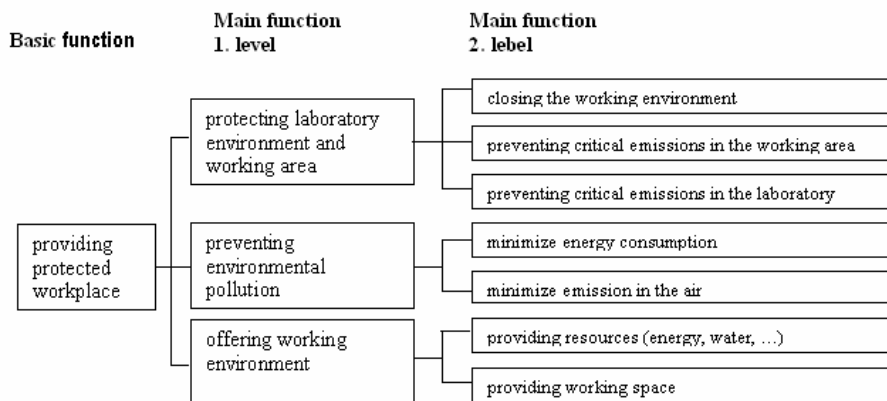 Basic function
Main function
1. level
Main function
2. lebel
providing
protected
workplace
protecting laboratory
environment and
working area
closing the working environment
preventing critical emissions in the working area
preventing critical emissions in the laboratory
preventing
environmental
pollution
minimize energy consumption
minimize emission in the air
offering working
environment
providing resources (energy, water, ...)
providing working space